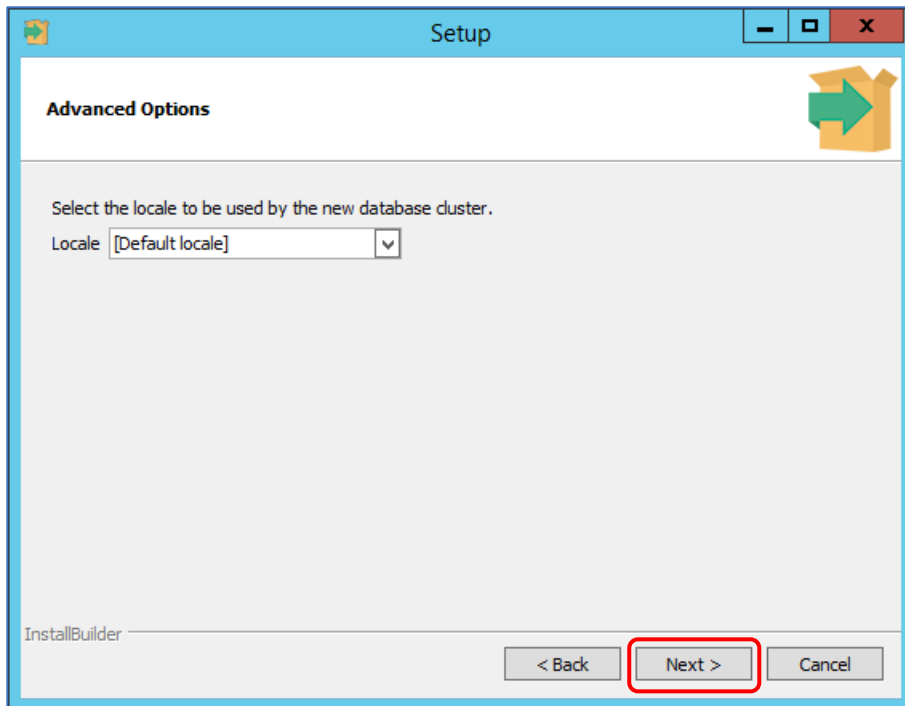 Setup
Advanced Options
Select the locale to be used by the new database cluster.
Locale [Default locale]
InstallBuilder
< Back Next > Cancel